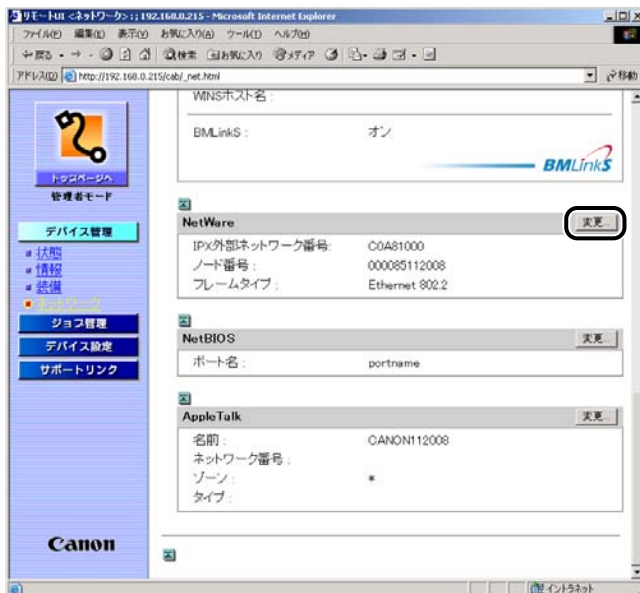 リモートUI <ネットワーク> : ; 192.168.0.215 - Microsoft Internet Explorer
ファイル(F) 編集(E) 表示(V) お気に入り(A) ツール(T) ヘルプ(H)
戻る 検索 お気に入り メディア
アドレス(D) http://192.168.0.215/cab/_net.html 移動
WINSホスト名 :
BMLinkS : オン
BMLinkS
トップページへ
管理者モード
デバイス管理
状態
情報
装備
ネットワーク
ジョブ管理
デバイス設定
サポートリンク
Canon
NetWare 変更...
IPX外部ネットワーク番号: C0A81000
ノード番号 : 000085112008
フレームタイプ : Ethernet 802.2
NetBIOS 変更...
ポート名 : portname
AppleTalk 変更...
名前 : CANON112008
ネットワーク番号 :
ゾーン : *
タイプ :
イントラネット